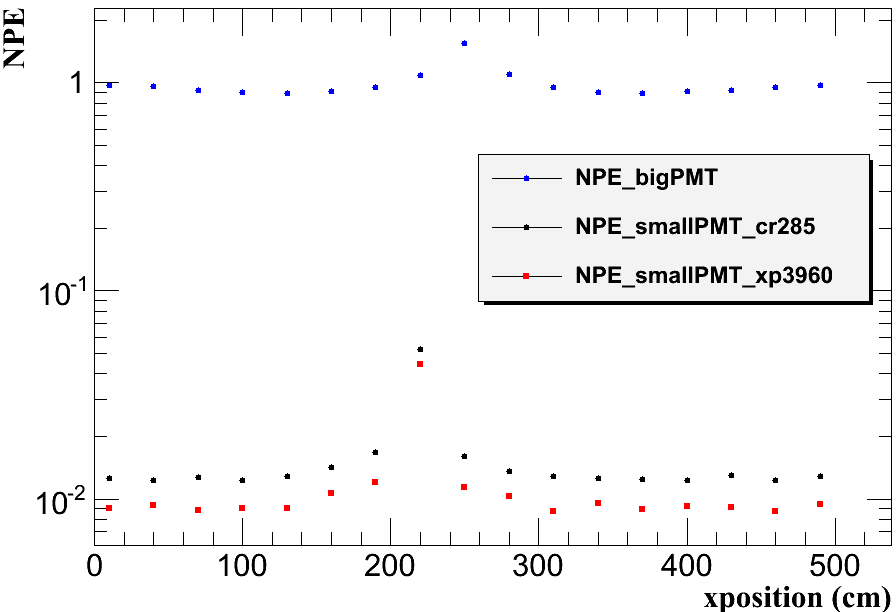 NPE
1
10⁻¹
10⁻²
NPE_bigPMT
NPE_smallPMT_cr285
NPE_smallPMT_xp3960
0 100 200 300 400 500
xposition (cm)